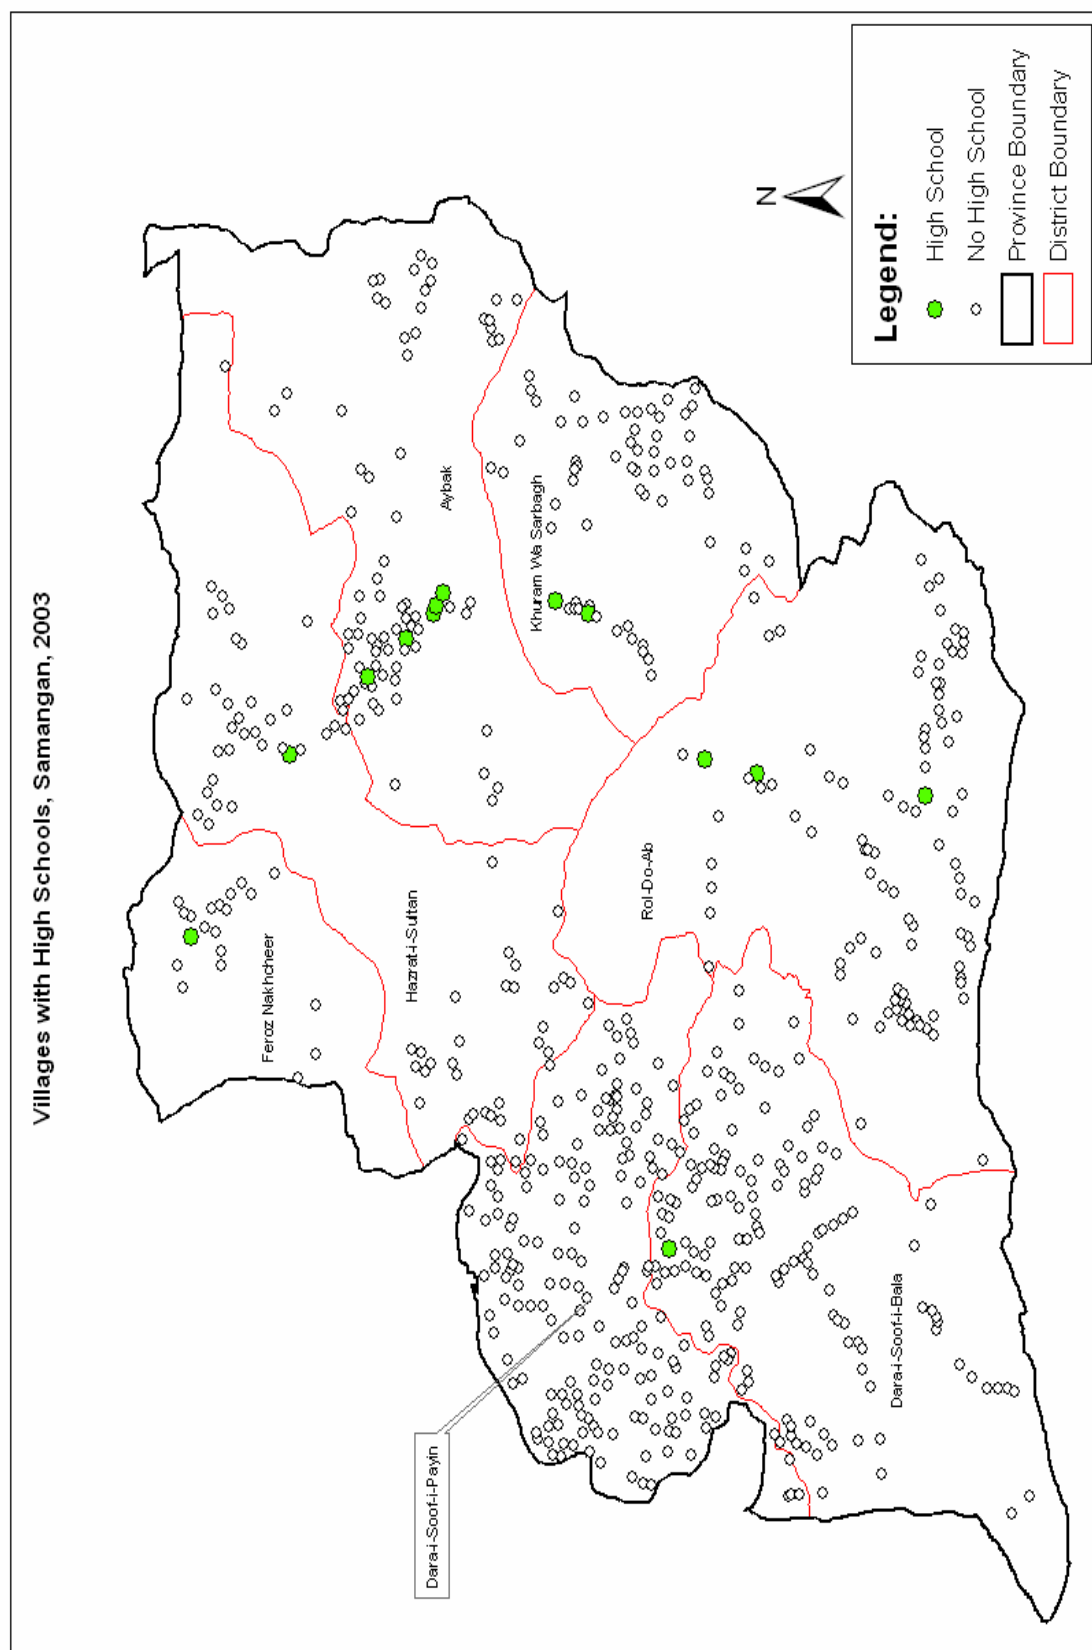 Villages with High Schools, Samangan, 2003
Feroz Nakhcheer
Hazrat-i-Sultan
Aybak
Khuram Wa Sarbagh
Rol-Do-Ab
Dara-i-Soof-i-Payin
Dara-i-Soof-i-Bala
N
Legend:
High School
No High School
Province Boundary
District Boundary